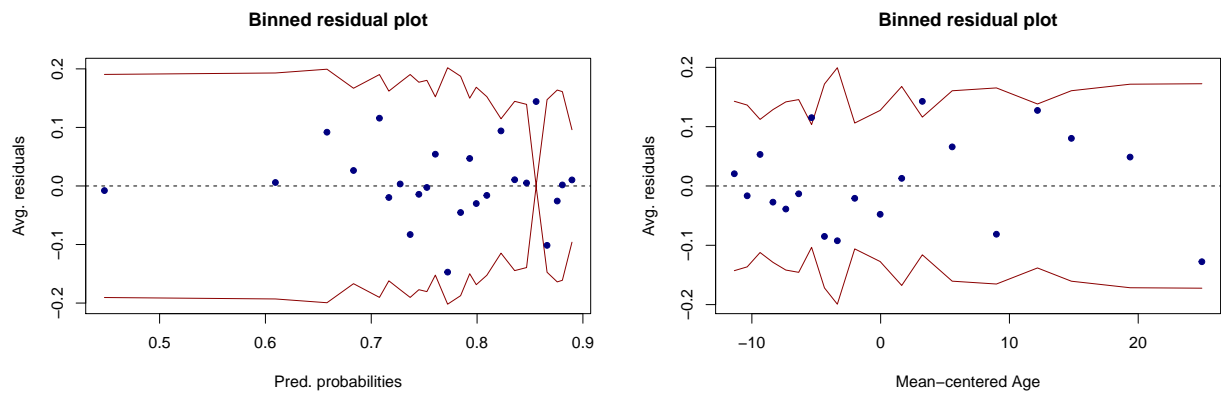 Binned residual plot
Avg. residuals
0.2
0.1
0.0
−0.1
−0.2
0.5 0.6 0.7 0.8 0.9
Pred. probabilities
Binned residual plot
Avg. residuals
0.2
0.1
0.0
−0.1
−0.2
−10 0 10 20
Mean−centered Age